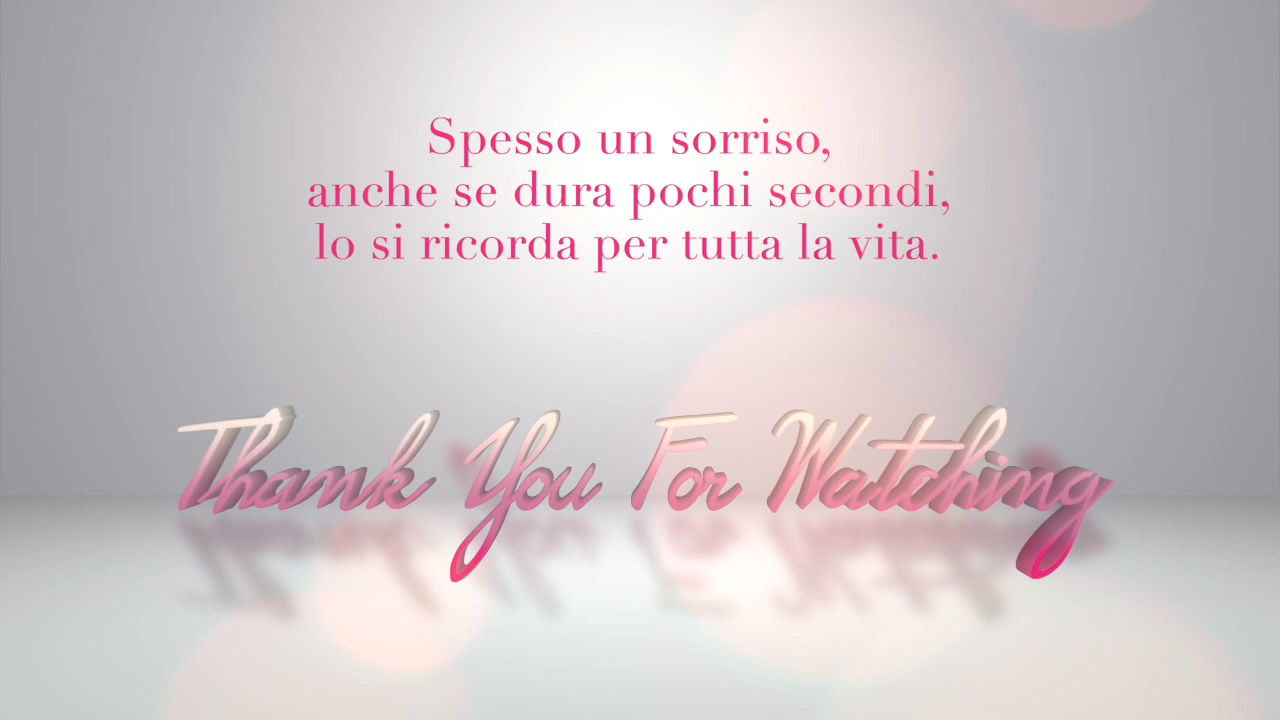 Spesso un sorriso,
anche se dura pochi secondi,
lo si ricorda per tutta la vita.
Thank You For Watching